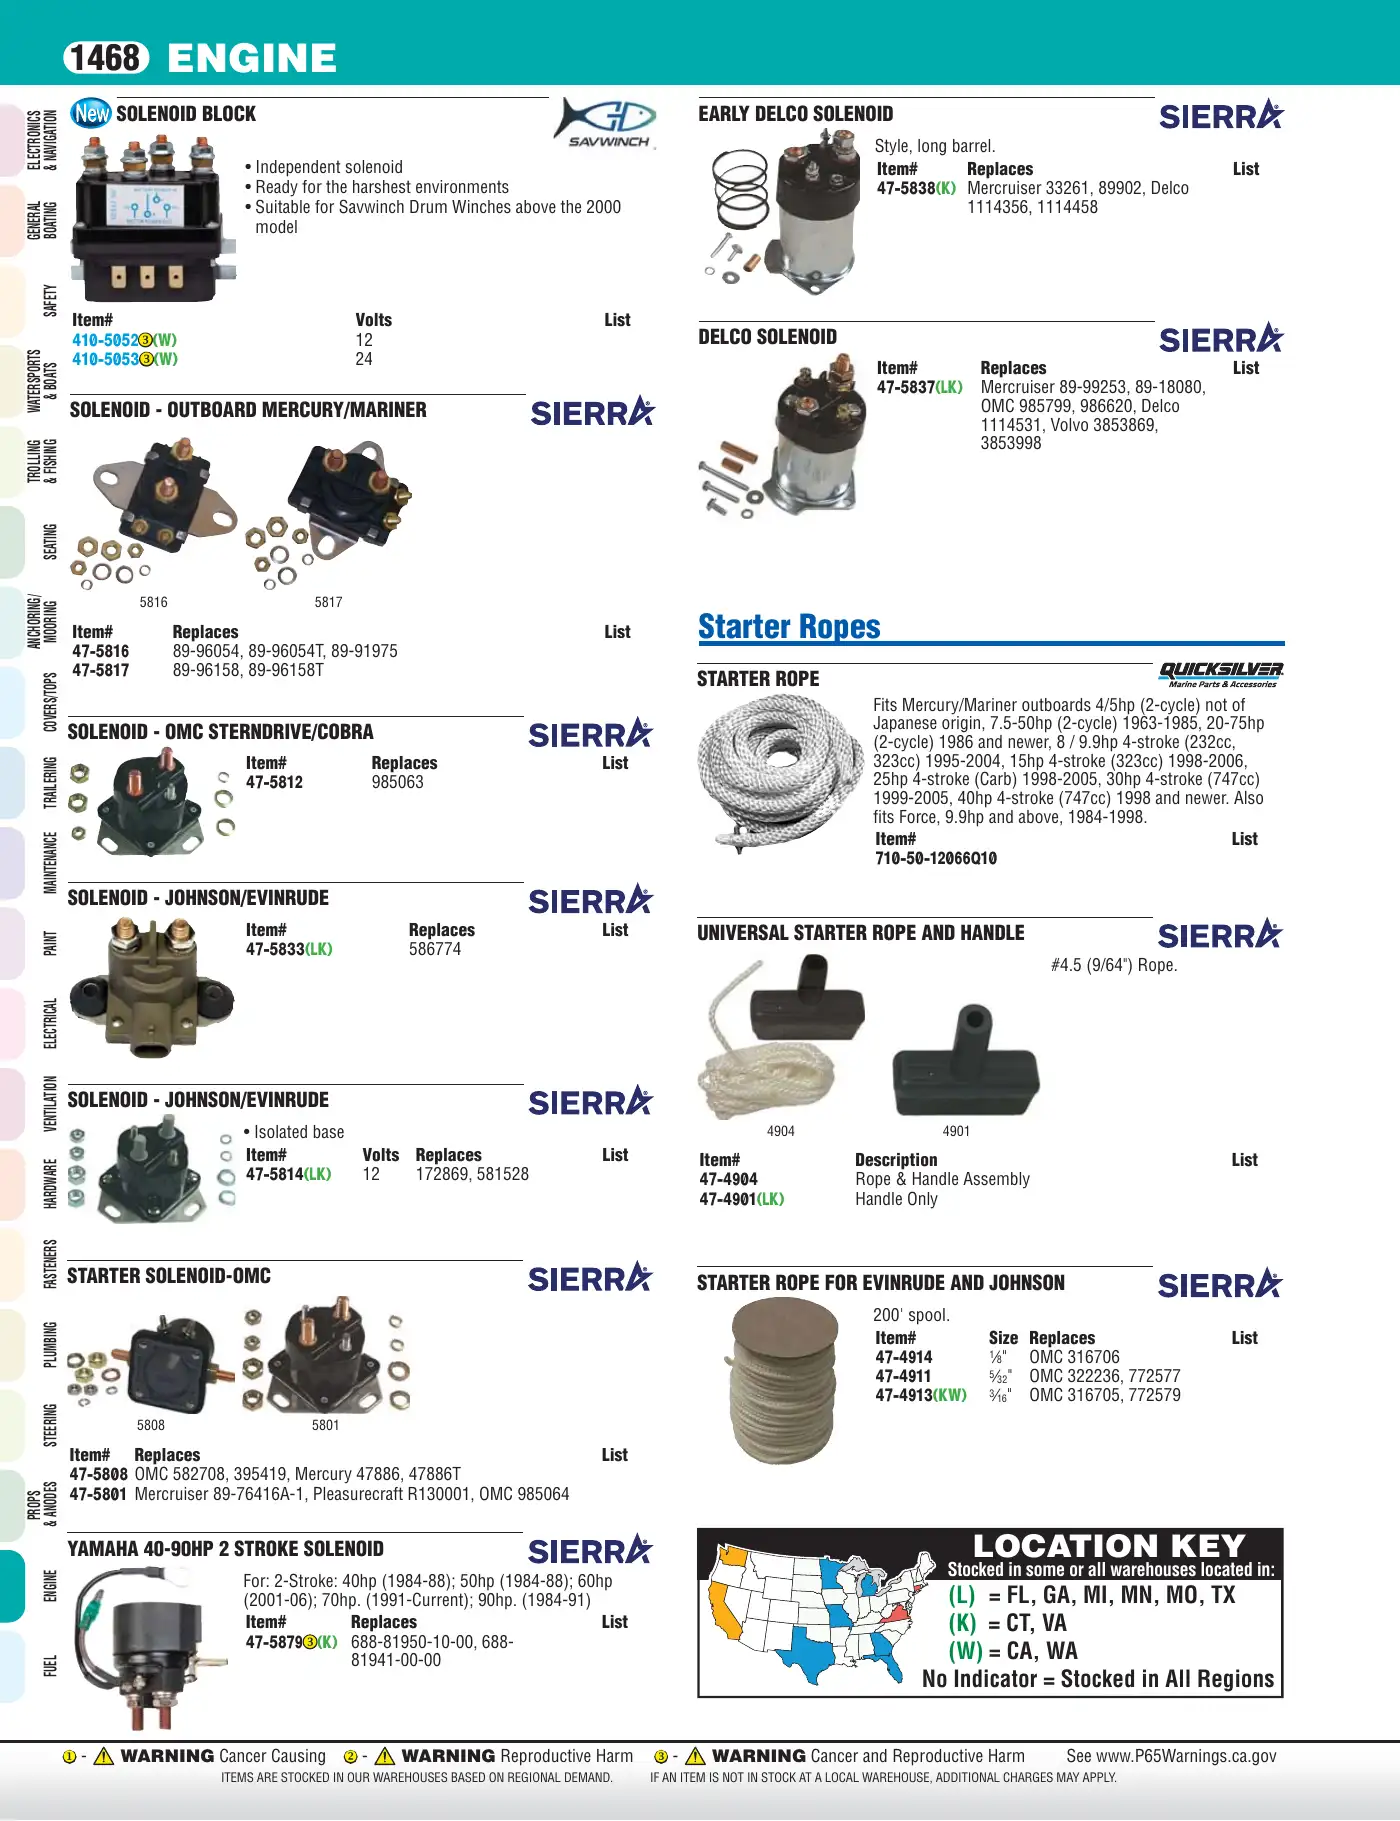 1468 ENGINE
ELECTRONICS
& NAVIGATION
GENERAL
BOATING
SAFETY
WATERSPORTS
& BOATS
TROLLING
& FISHING
SEATING
ANCHORING/
MOORING
COVERS/TOPS
TRAILERING
MAINTENANCE
PAINT
ELECTRICAL
VENTILATION
HARDWARE
FASTENERS
PLUMBING
STEERING
PROPS
& ANODES
ENGINE
FUEL
New SOLENOID BLOCK
SAVWINCH
• Independent solenoid
• Ready for the harshest environments
• Suitable for Savwinch Drum Winches above the 2000
model
Item# Volts List
410-5052 3 (W) 12
410-5053 3 (W) 24
SOLENOID - OUTBOARD MERCURY/MARINER
SIERRA
5816 5817
Item# Replaces List
47-5816 89-96054, 89-96054T, 89-91975
47-5817 89-96158, 89-96158T
SOLENOID - OMC STERNDRIVE/COBRA
SIERRA
Item# Replaces List
47-5812 985063
SOLENOID - JOHNSON/EVINRUDE
SIERRA
Item# Replaces List
47-5833(LK) 586774
SOLENOID - JOHNSON/EVINRUDE
SIERRA
• Isolated base
Item# Volts Replaces List
47-5814(LK) 12 172869, 581528
STARTER SOLENOID-OMC
SIERRA
5808 5801
Item# Replaces List
47-5808 OMC 582708, 395419, Mercury 47886, 47886T
47-5801 Mercruiser 89-76416A-1, Pleasurecraft R130001, OMC 985064
YAMAHA 40-90HP 2 STROKE SOLENOID
SIERRA
For: 2-Stroke: 40hp (1984-88); 50hp (1984-88); 60hp
(2001-06); 70hp. (1991-Current); 90hp. (1984-91)
Item# Replaces List
47-5879 3 (K) 688-81950-10-00, 688-
81941-00-00
EARLY DELCO SOLENOID
SIERRA
Style, long barrel.
Item# Replaces List
47-5838(K) Mercruiser 33261, 89902, Delco
1114356, 1114458
DELCO SOLENOID
SIERRA
Item# Replaces List
47-5837(LK) Mercruiser 89-99253, 89-18080,
OMC 985799, 986620, Delco
1114531, Volvo 3853869,
3853998
Starter Ropes
STARTER ROPE
QUICKSILVER
Marine Parts & Accessories
Fits Mercury/Mariner outboards 4/5hp (2-cycle) not of
Japanese origin, 7.5-50hp (2-cycle) 1963-1985, 20-75hp
(2-cycle) 1986 and newer, 8 / 9.9hp 4-stroke (232cc,
323cc) 1995-2004, 15hp 4-stroke (323cc) 1998-2006,
25hp 4-stroke (Carb) 1998-2005, 30hp 4-stroke (747cc)
1999-2005, 40hp 4-stroke (747cc) 1998 and newer. Also
fits Force, 9.9hp and above, 1984-1998.
Item# List
710-50-12066Q10
UNIVERSAL STARTER ROPE AND HANDLE
SIERRA
#4.5 (9/64") Rope.
4904 4901
Item# Description List
47-4904 Rope & Handle Assembly
47-4901(LK) Handle Only
STARTER ROPE FOR EVINRUDE AND JOHNSON
SIERRA
200' spool.
Item# Size Replaces List
47-4914 1/8" OMC 316706
47-4911 5/32" OMC 322236, 772577
47-4913(KW) 3/16" OMC 316705, 772579
LOCATION KEY
Stocked in some or all warehouses located in:
(L) = FL, GA, MI, MN, MO, TX
(K) = CT, VA
(W) = CA, WA
No Indicator = Stocked in All Regions
1 - WARNING Cancer Causing 2 - WARNING Reproductive Harm 3 - WARNING Cancer and Reproductive Harm See www.P65Warnings.ca.gov
ITEMS ARE STOCKED IN OUR WAREHOUSES BASED ON REGIONAL DEMAND. IF AN ITEM IS NOT IN STOCK AT A LOCAL WAREHOUSE, ADDITIONAL CHARGES MAY APPLY.